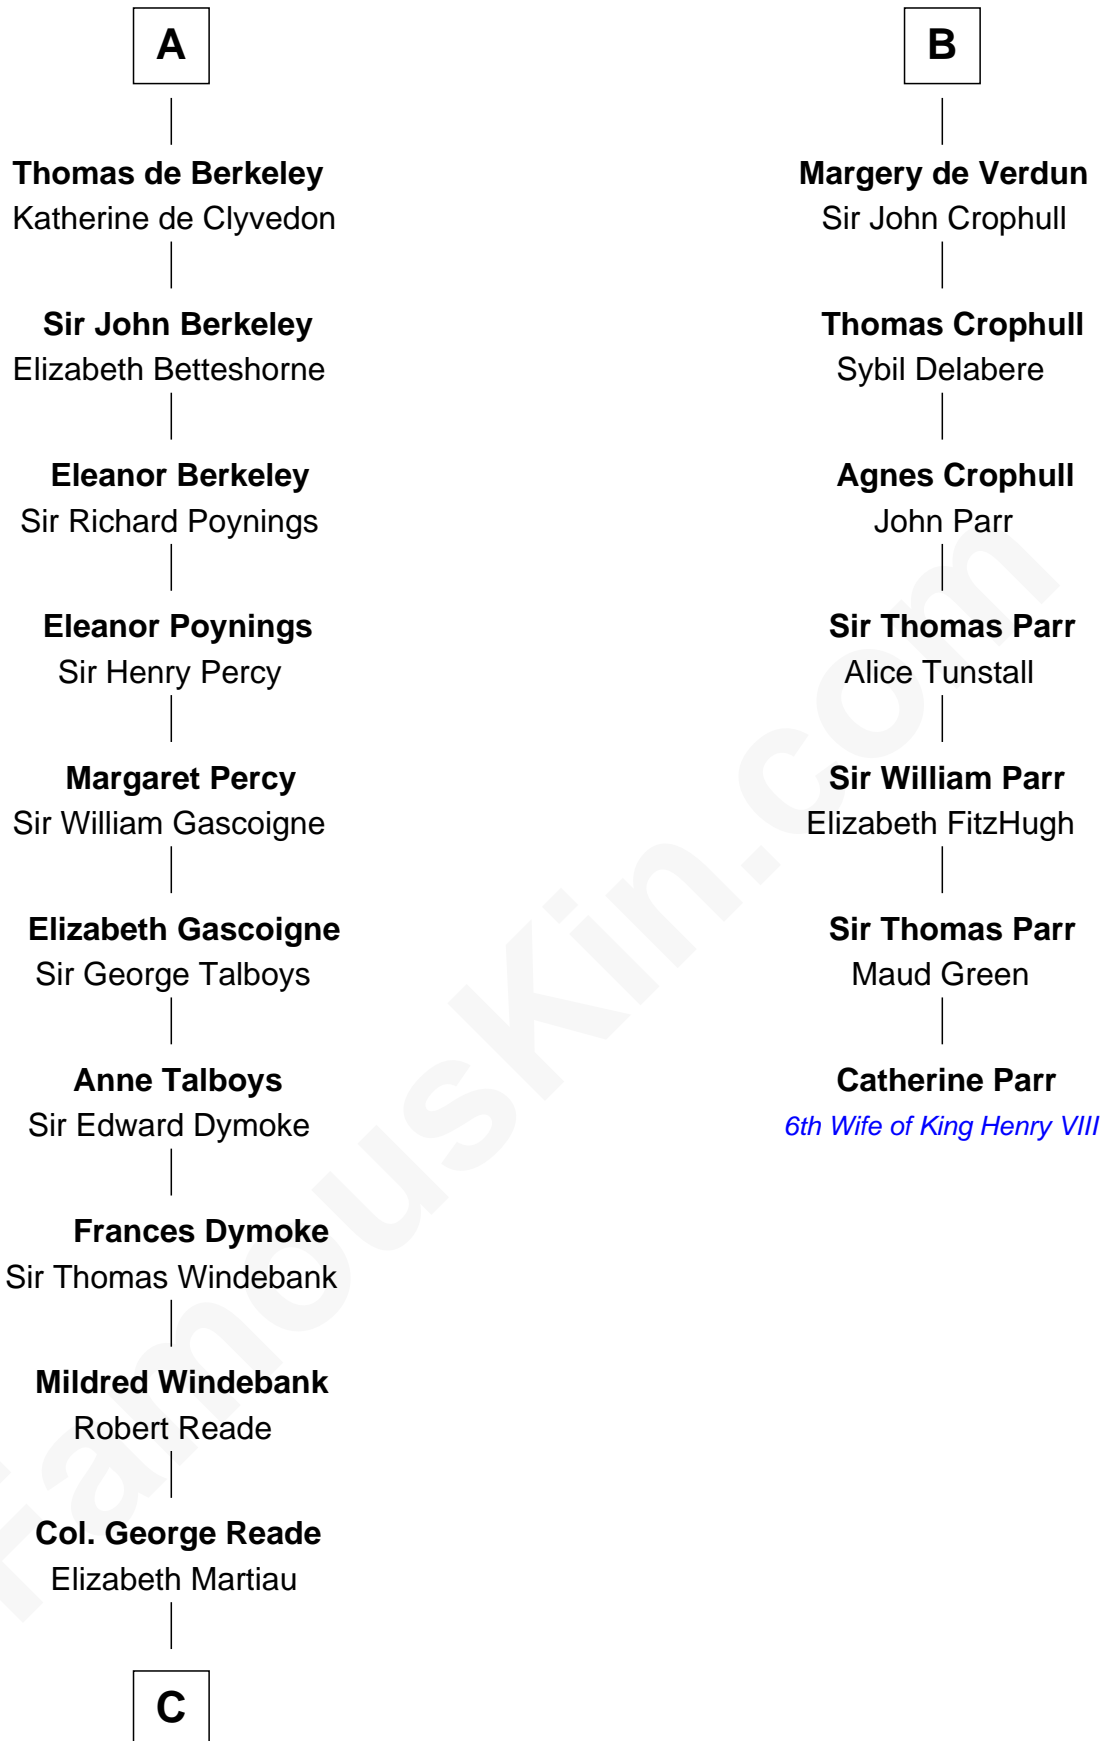 A
Thomas de Berkeley
Katherine de Clyvedon
Sir John Berkeley
Elizabeth Betteshorne
Eleanor Berkeley
Sir Richard Poynings
Eleanor Poynings
Sir Henry Percy
Margaret Percy
Sir William Gascoigne
Elizabeth Gascoigne
Sir George Talboys
Anne Talboys
Sir Edward Dymoke
Frances Dymoke
Sir Thomas Windebank
Mildred Windebank
Robert Reade
Col. George Reade
Elizabeth Martiau
C
B
Margery de Verdun
Sir John Crophull
Thomas Crophull
Sybil Delabere
Agnes Crophull
John Parr
Sir Thomas Parr
Alice Tunstall
Sir William Parr
Elizabeth FitzHugh
Sir Thomas Parr
Maud Green
Catherine Parr
6th Wife of King Henry VIII
FamousKin.com